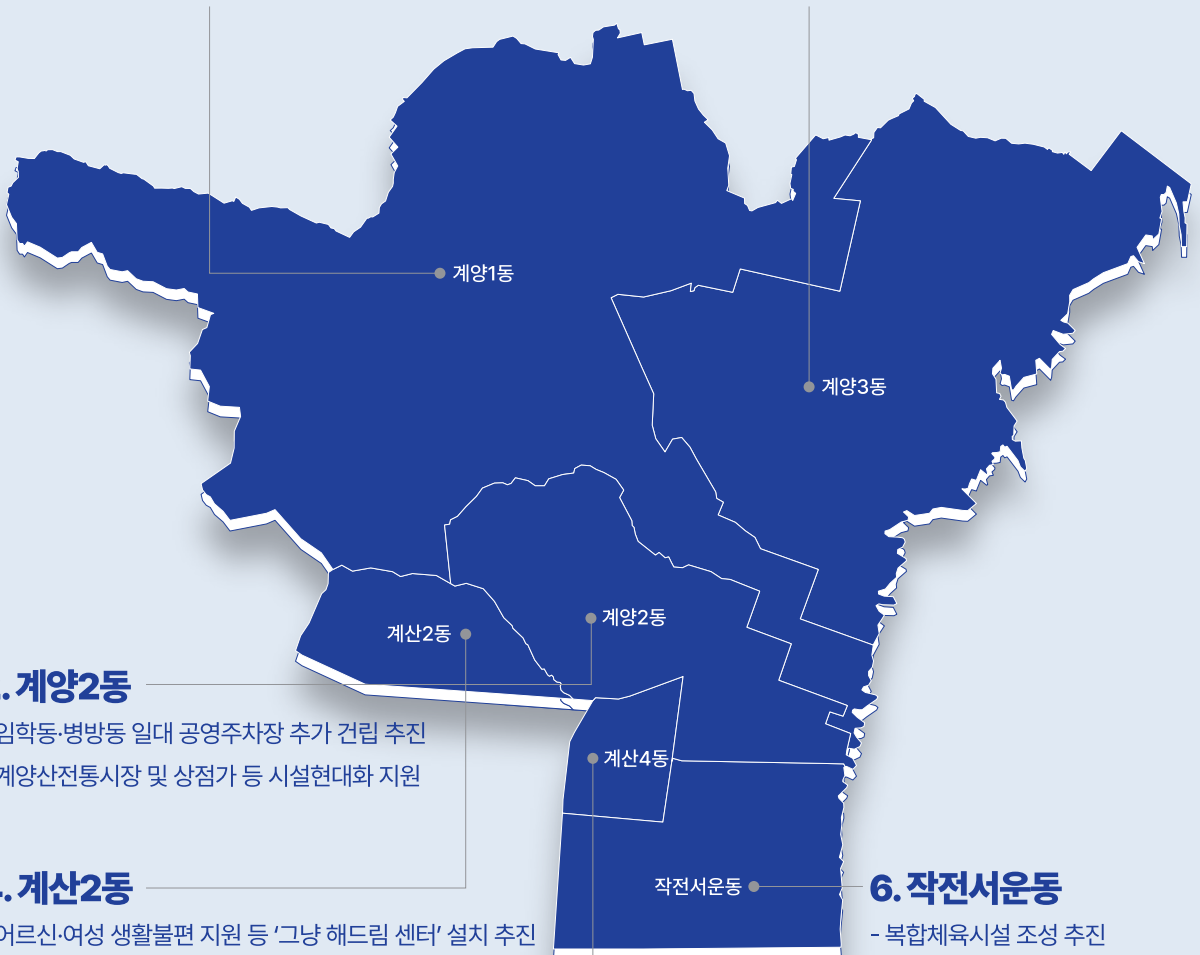 계양1동
계양3동
계양2동
계산2동
. 계양2동
임학동·병방동 일대 공영주차장 추가 건립 추진
계양산전통시장 및 상점가 등 시설현대화 지원
계산4동
. 계산2동
어르신·여성 생활불편 지원 등 ‘그냥 해드림 센터’ 설치 추진
작전서운동
6. 작전서운동
- 복합체육시설 조성 추진